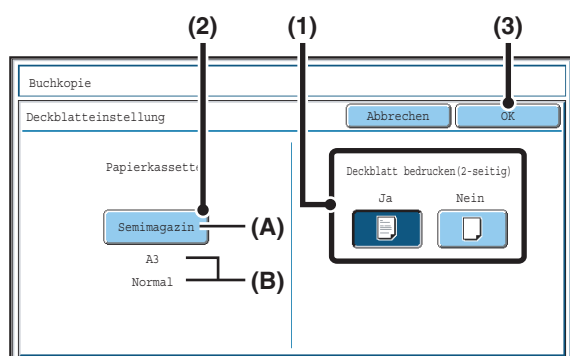 (2) (1) (3)
Buchkopie
Deckblatteinstellung Abbrechen OK
Papierkassette Deckblatt bedrucken(2-seitig)
Ja Nein
Semimagazin (A)
A3
Normal (B)